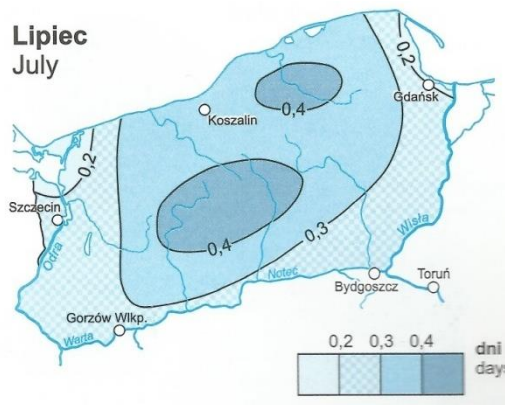 Lipiec
July
0,2
Gdańsk
0,4
Koszalin
0,2
Szczecin
0,4
0,3
Wisła
Odra
Noteć
Bydgoszcz
Toruń
Gorzów Wlkp.
Warta
0,2 0,3 0,4 dni
days